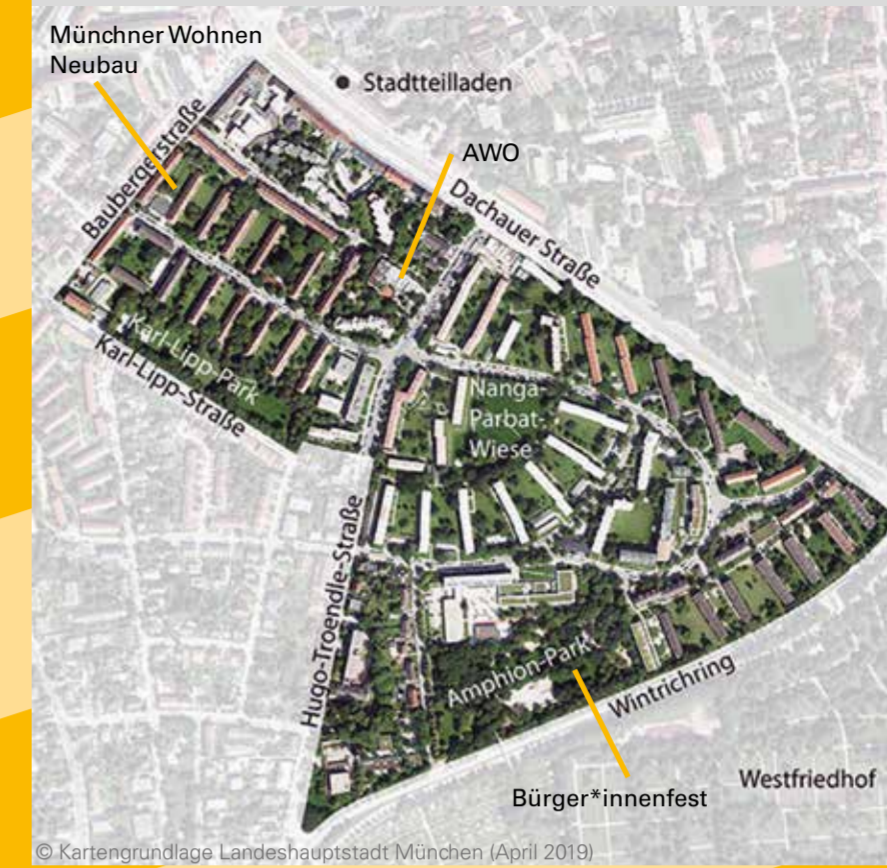 Münchner Wohnen
Neubau
Stadtteilladen
AWO
Baubergerstraße
Dachauer Straße
Karl-Lipp-Park
Karl-Lipp-Straße
Nanga-
Parbat-
Wiese
Hugo-Troendle-Straße
Amphion-Park
Wintrichring
Westfriedhof
Bürger*innenfest
© Kartengrundlage Landeshauptstadt München (April 2019)